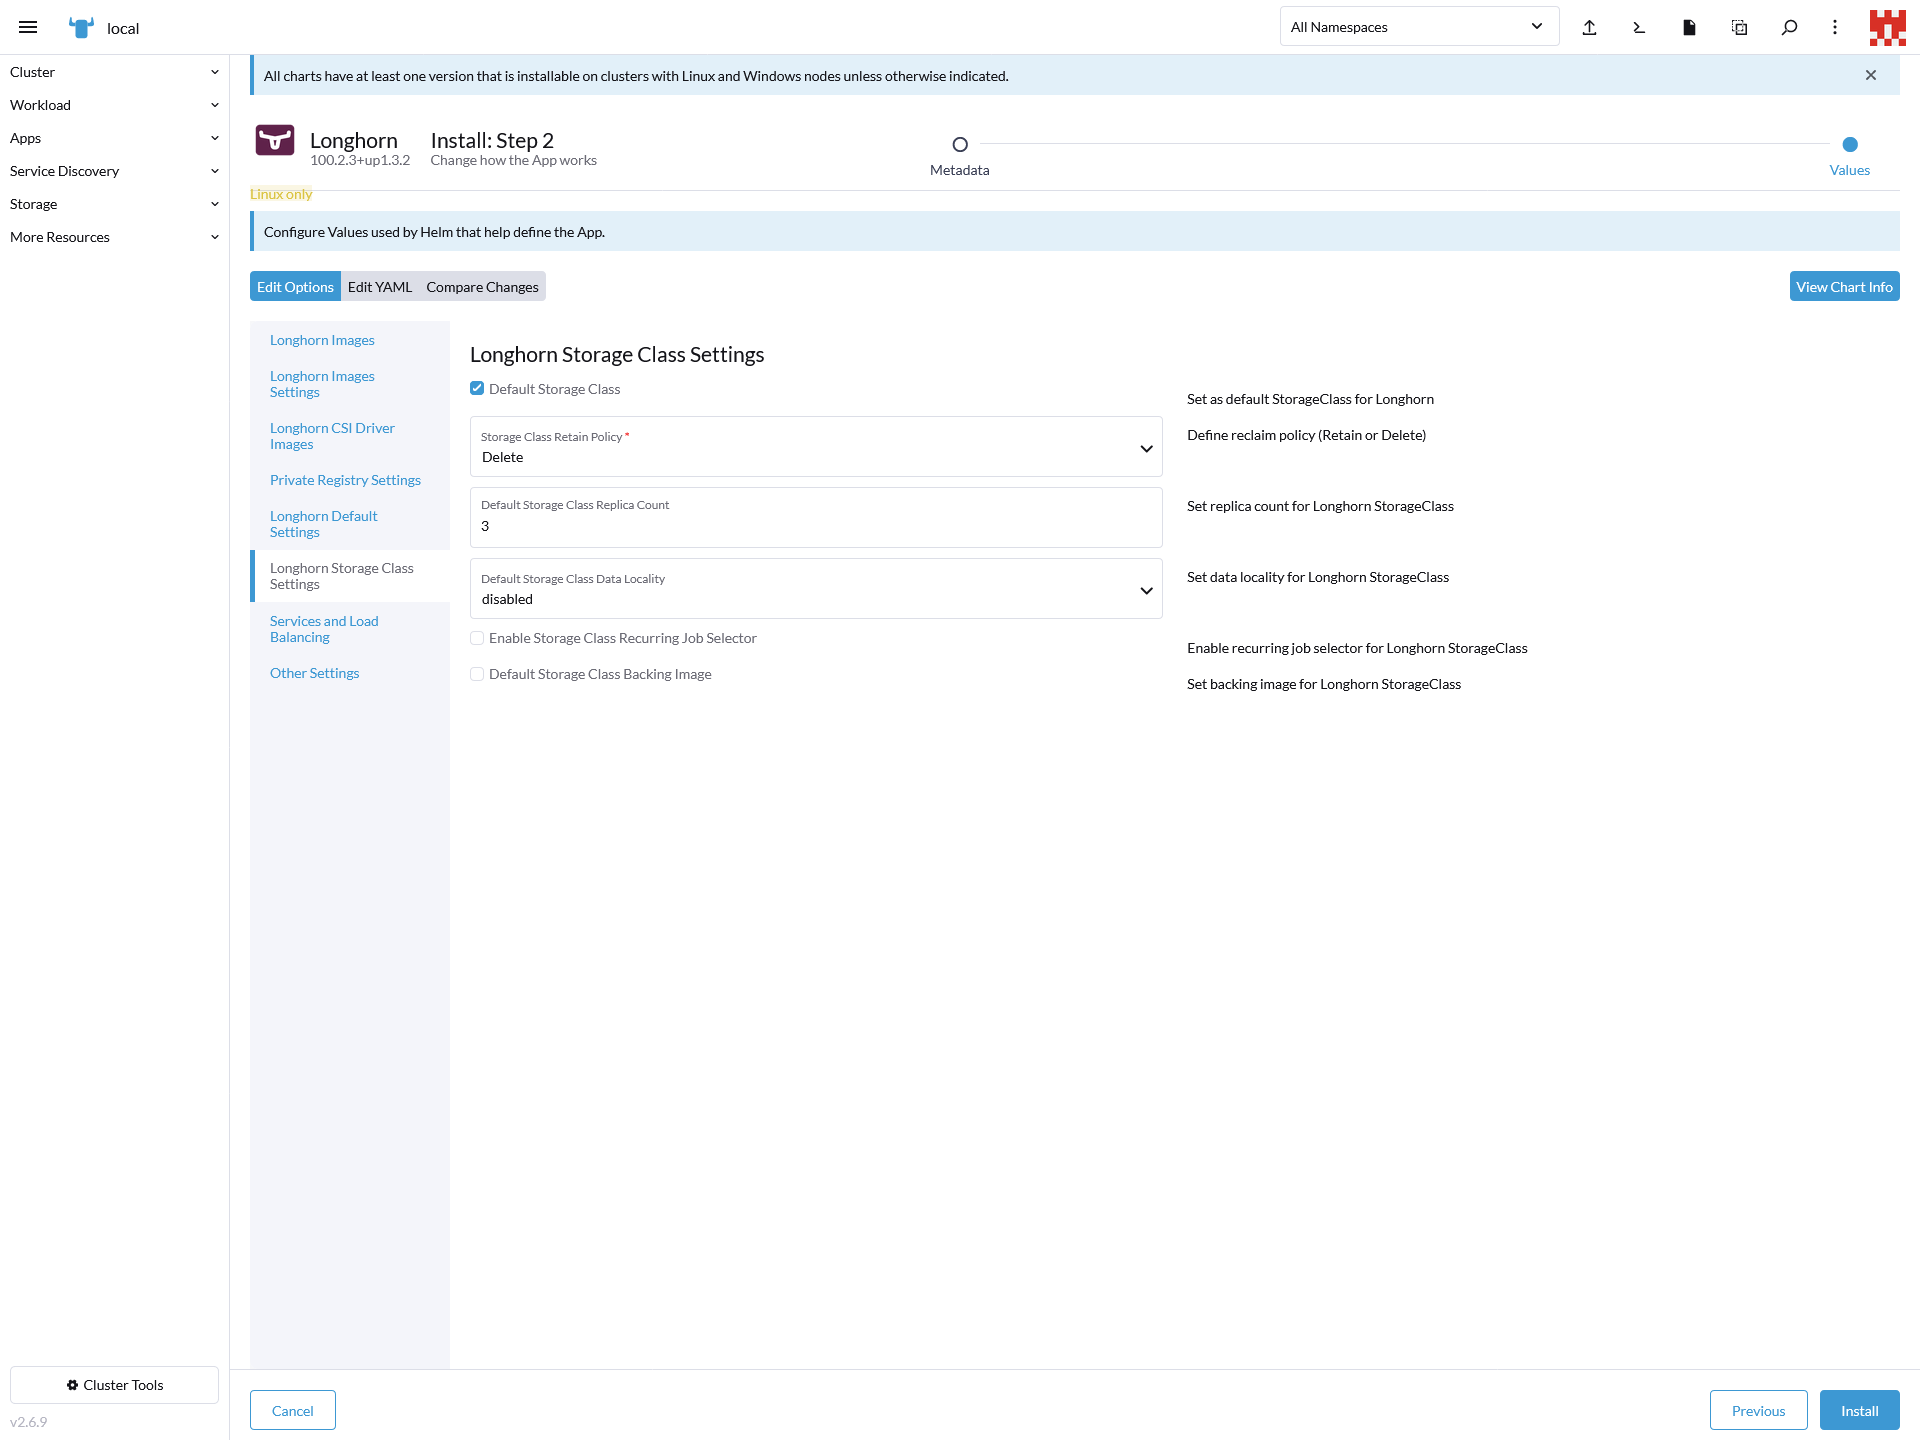 local
All Namespaces
Cluster
Workload
Apps
Service Discovery
Storage
More Resources
All charts have at least one version that is installable on clusters with Linux and Windows nodes unless otherwise indicated.
Longhorn
100.2.3+up1.3.2
Install: Step 2
Change how the App works
Metadata
Values
Linux only
Configure Values used by Helm that help define the App.
Edit Options
Edit YAML
Compare Changes
View Chart Info
Longhorn Images
Longhorn Images
Settings
Longhorn CSI Driver
Images
Private Registry Settings
Longhorn Default
Settings
Longhorn Storage Class
Settings
Services and Load
Balancing
Other Settings
Longhorn Storage Class Settings
Default Storage Class
Set as default StorageClass for Longhorn
Storage Class Retain Policy *
Delete
Define reclaim policy (Retain or Delete)
Default Storage Class Replica Count
3
Set replica count for Longhorn StorageClass
Default Storage Class Data Locality
disabled
Set data locality for Longhorn StorageClass
Enable Storage Class Recurring Job Selector
Enable recurring job selector for Longhorn StorageClass
Default Storage Class Backing Image
Set backing image for Longhorn StorageClass
Cluster Tools
v2.6.9
Cancel
Previous
Install